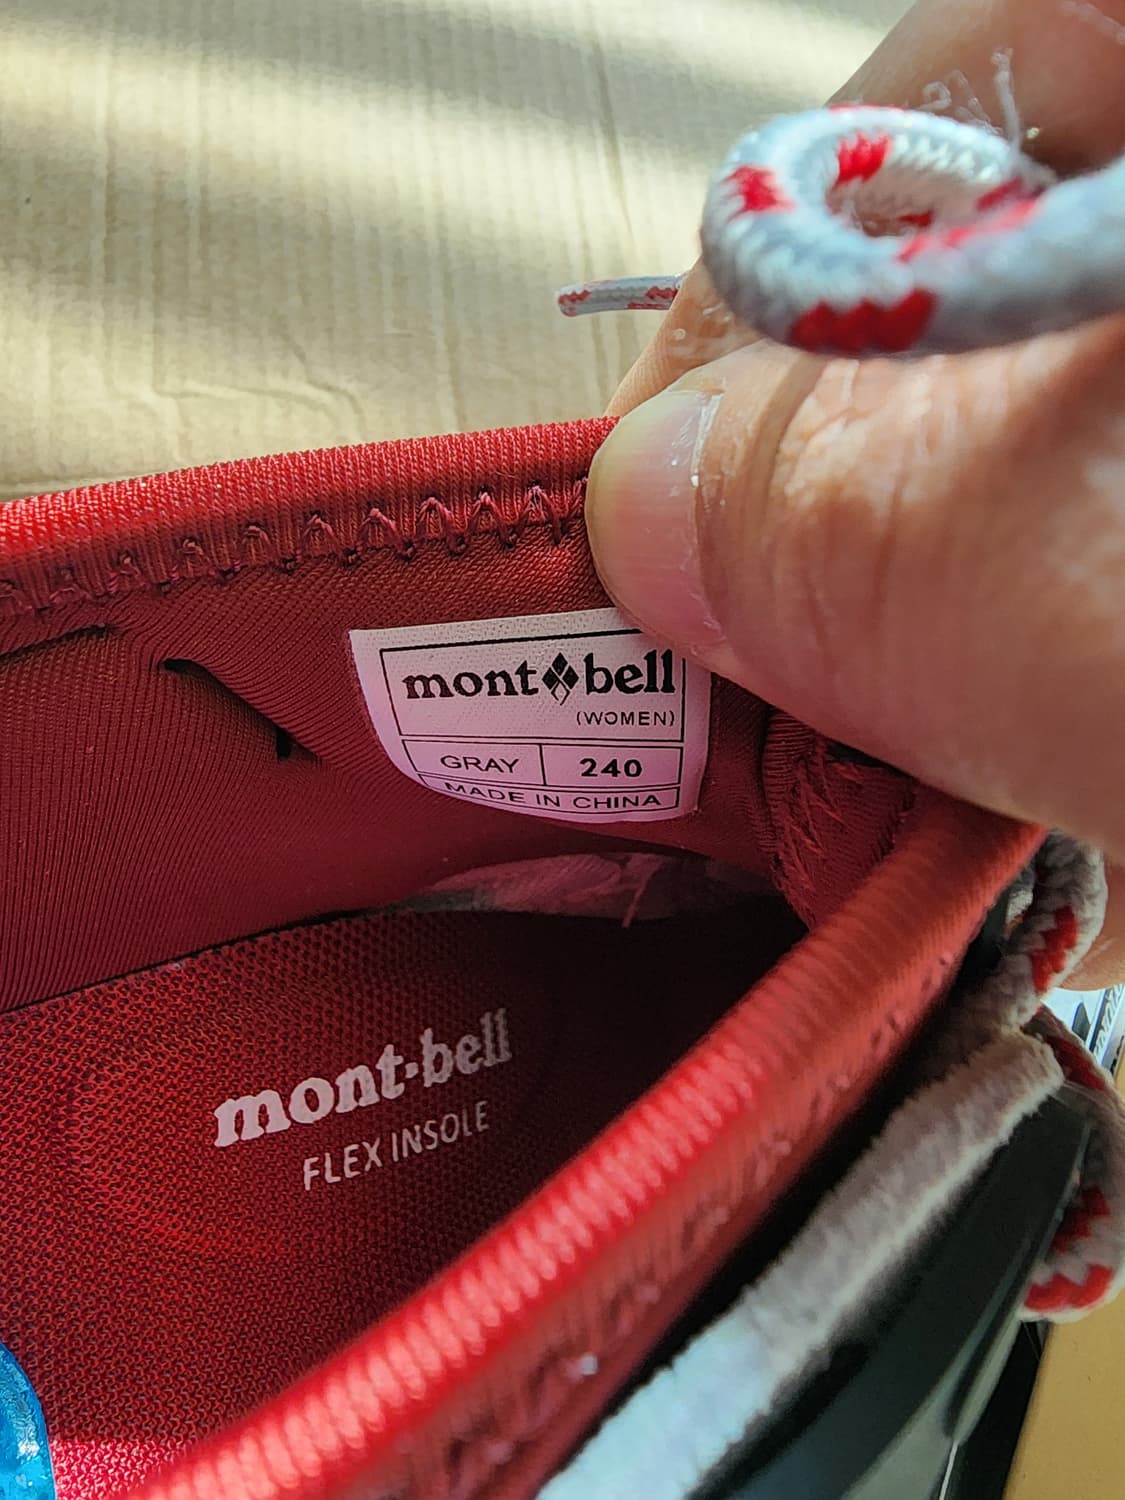 mont bell
(WOMEN)
GRAY 240
MADE IN CHINA
mont-bell
FLEX INSOLE